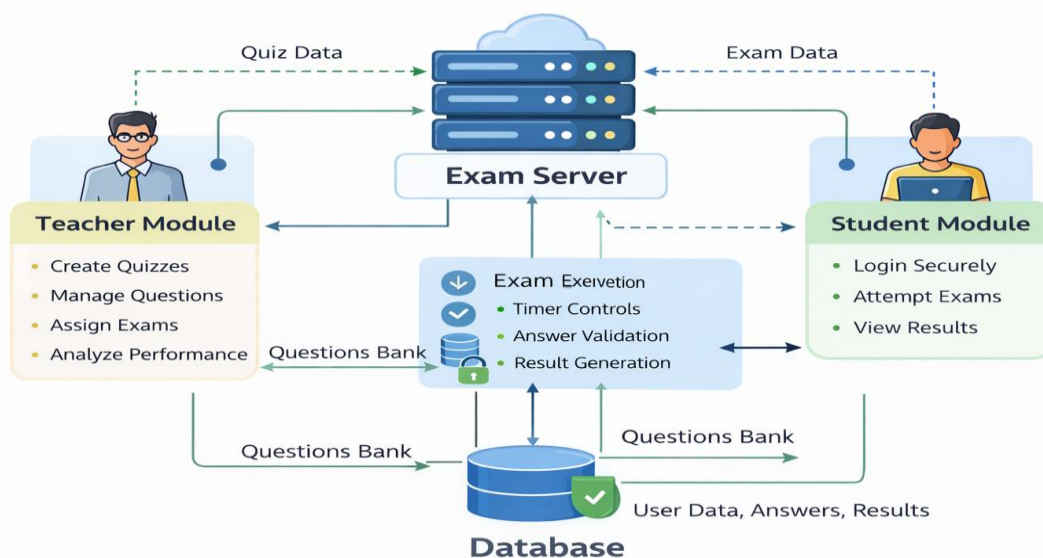 Quiz Data
Exam Data
Exam Server
Teacher Module
• Create Quizzes
• Manage Questions
• Assign Exams
• Analyze Performance
Student Module
• Login Securely
• Attempt Exams
• View Results
Exam Exervetion
• Timer Controls
• Answer Validation
• Result Generation
Questions Bank
Questions Bank
Questions Bank
User Data, Answers, Results
Database